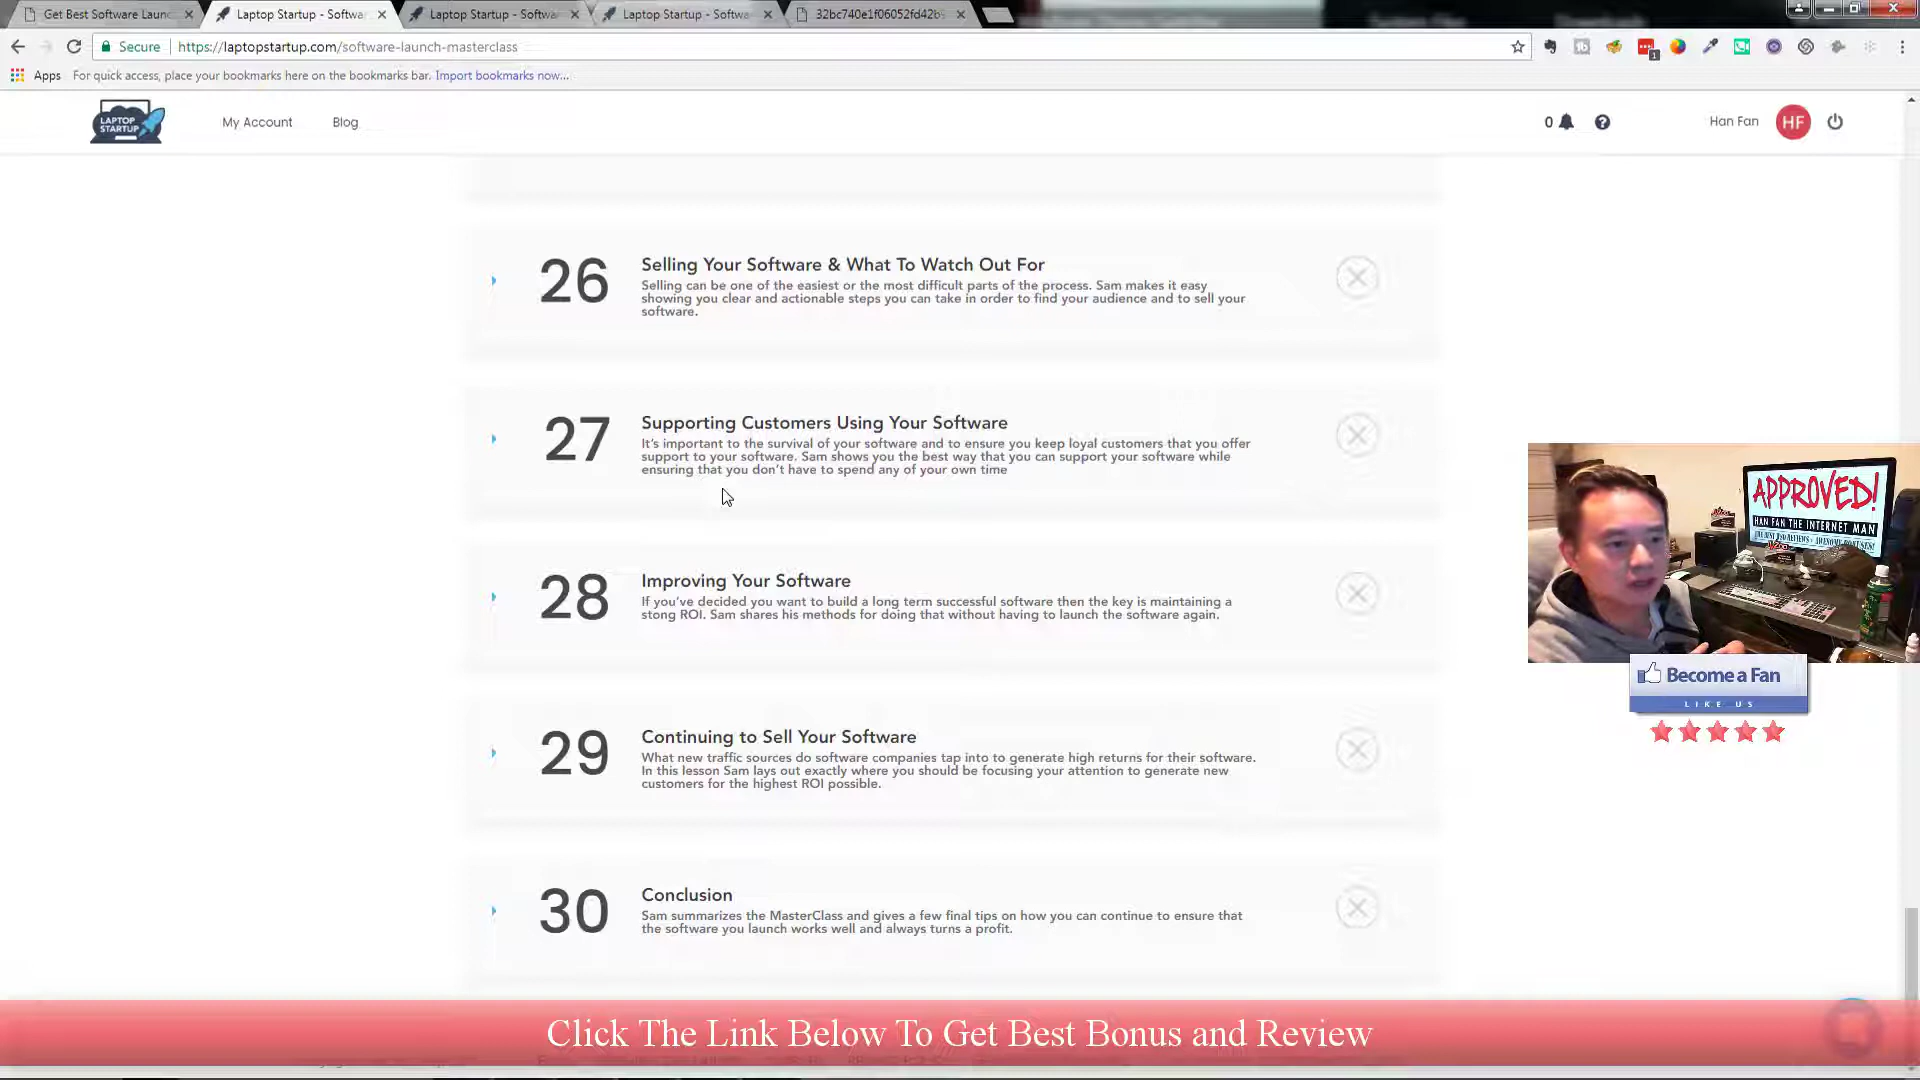 Get Best Software Launc
Laptop Startup - Softwa
Laptop Startup - Softwa
Laptop Startup - Softwa
32bc740e1f06052fd42b9
Secure
https://laptopstartup.com/software-launch-masterclass
Apps
For quick access, place your bookmarks here on the bookmarks bar. Import bookmarks now...
LAPTOP
STARTUP
My Account
Blog
0
Han Fan
HF
26
Selling Your Software & What To Watch Out For
Selling can be one of the easiest or the most difficult parts of the process. Sam makes it easy
showing you clear and actionable steps you can take in order to find your audience and to sell your
software.
27
Supporting Customers Using Your Software
It's important to the survival of your software and to ensure you keep loyal customers that you offer
support to your software. Sam shows you the best way that you can support your software while
ensuring that you don't have to spend any of your own time
28
Improving Your Software
If you've decided you want to build a long term successful software then the key is maintaining a
stong ROI. Sam shares his methods for doing that without having to launch the software again.
29
Continuing to Sell Your Software
What new traffic sources do software companies tap into to generate high returns for their software.
In this lesson Sam lays out exactly where you should be focusing your attention to generate new
customers for the highest ROI possible.
30
Conclusion
Sam summarizes the MasterClass and gives a few final tips on how you can continue to ensure that
the software you launch works well and always turns a profit.
APPROVED!
HAN FAN THE INTERNET MAN
Become a Fan
LIKE US
Click The Link Below To Get Best Bonus and Review